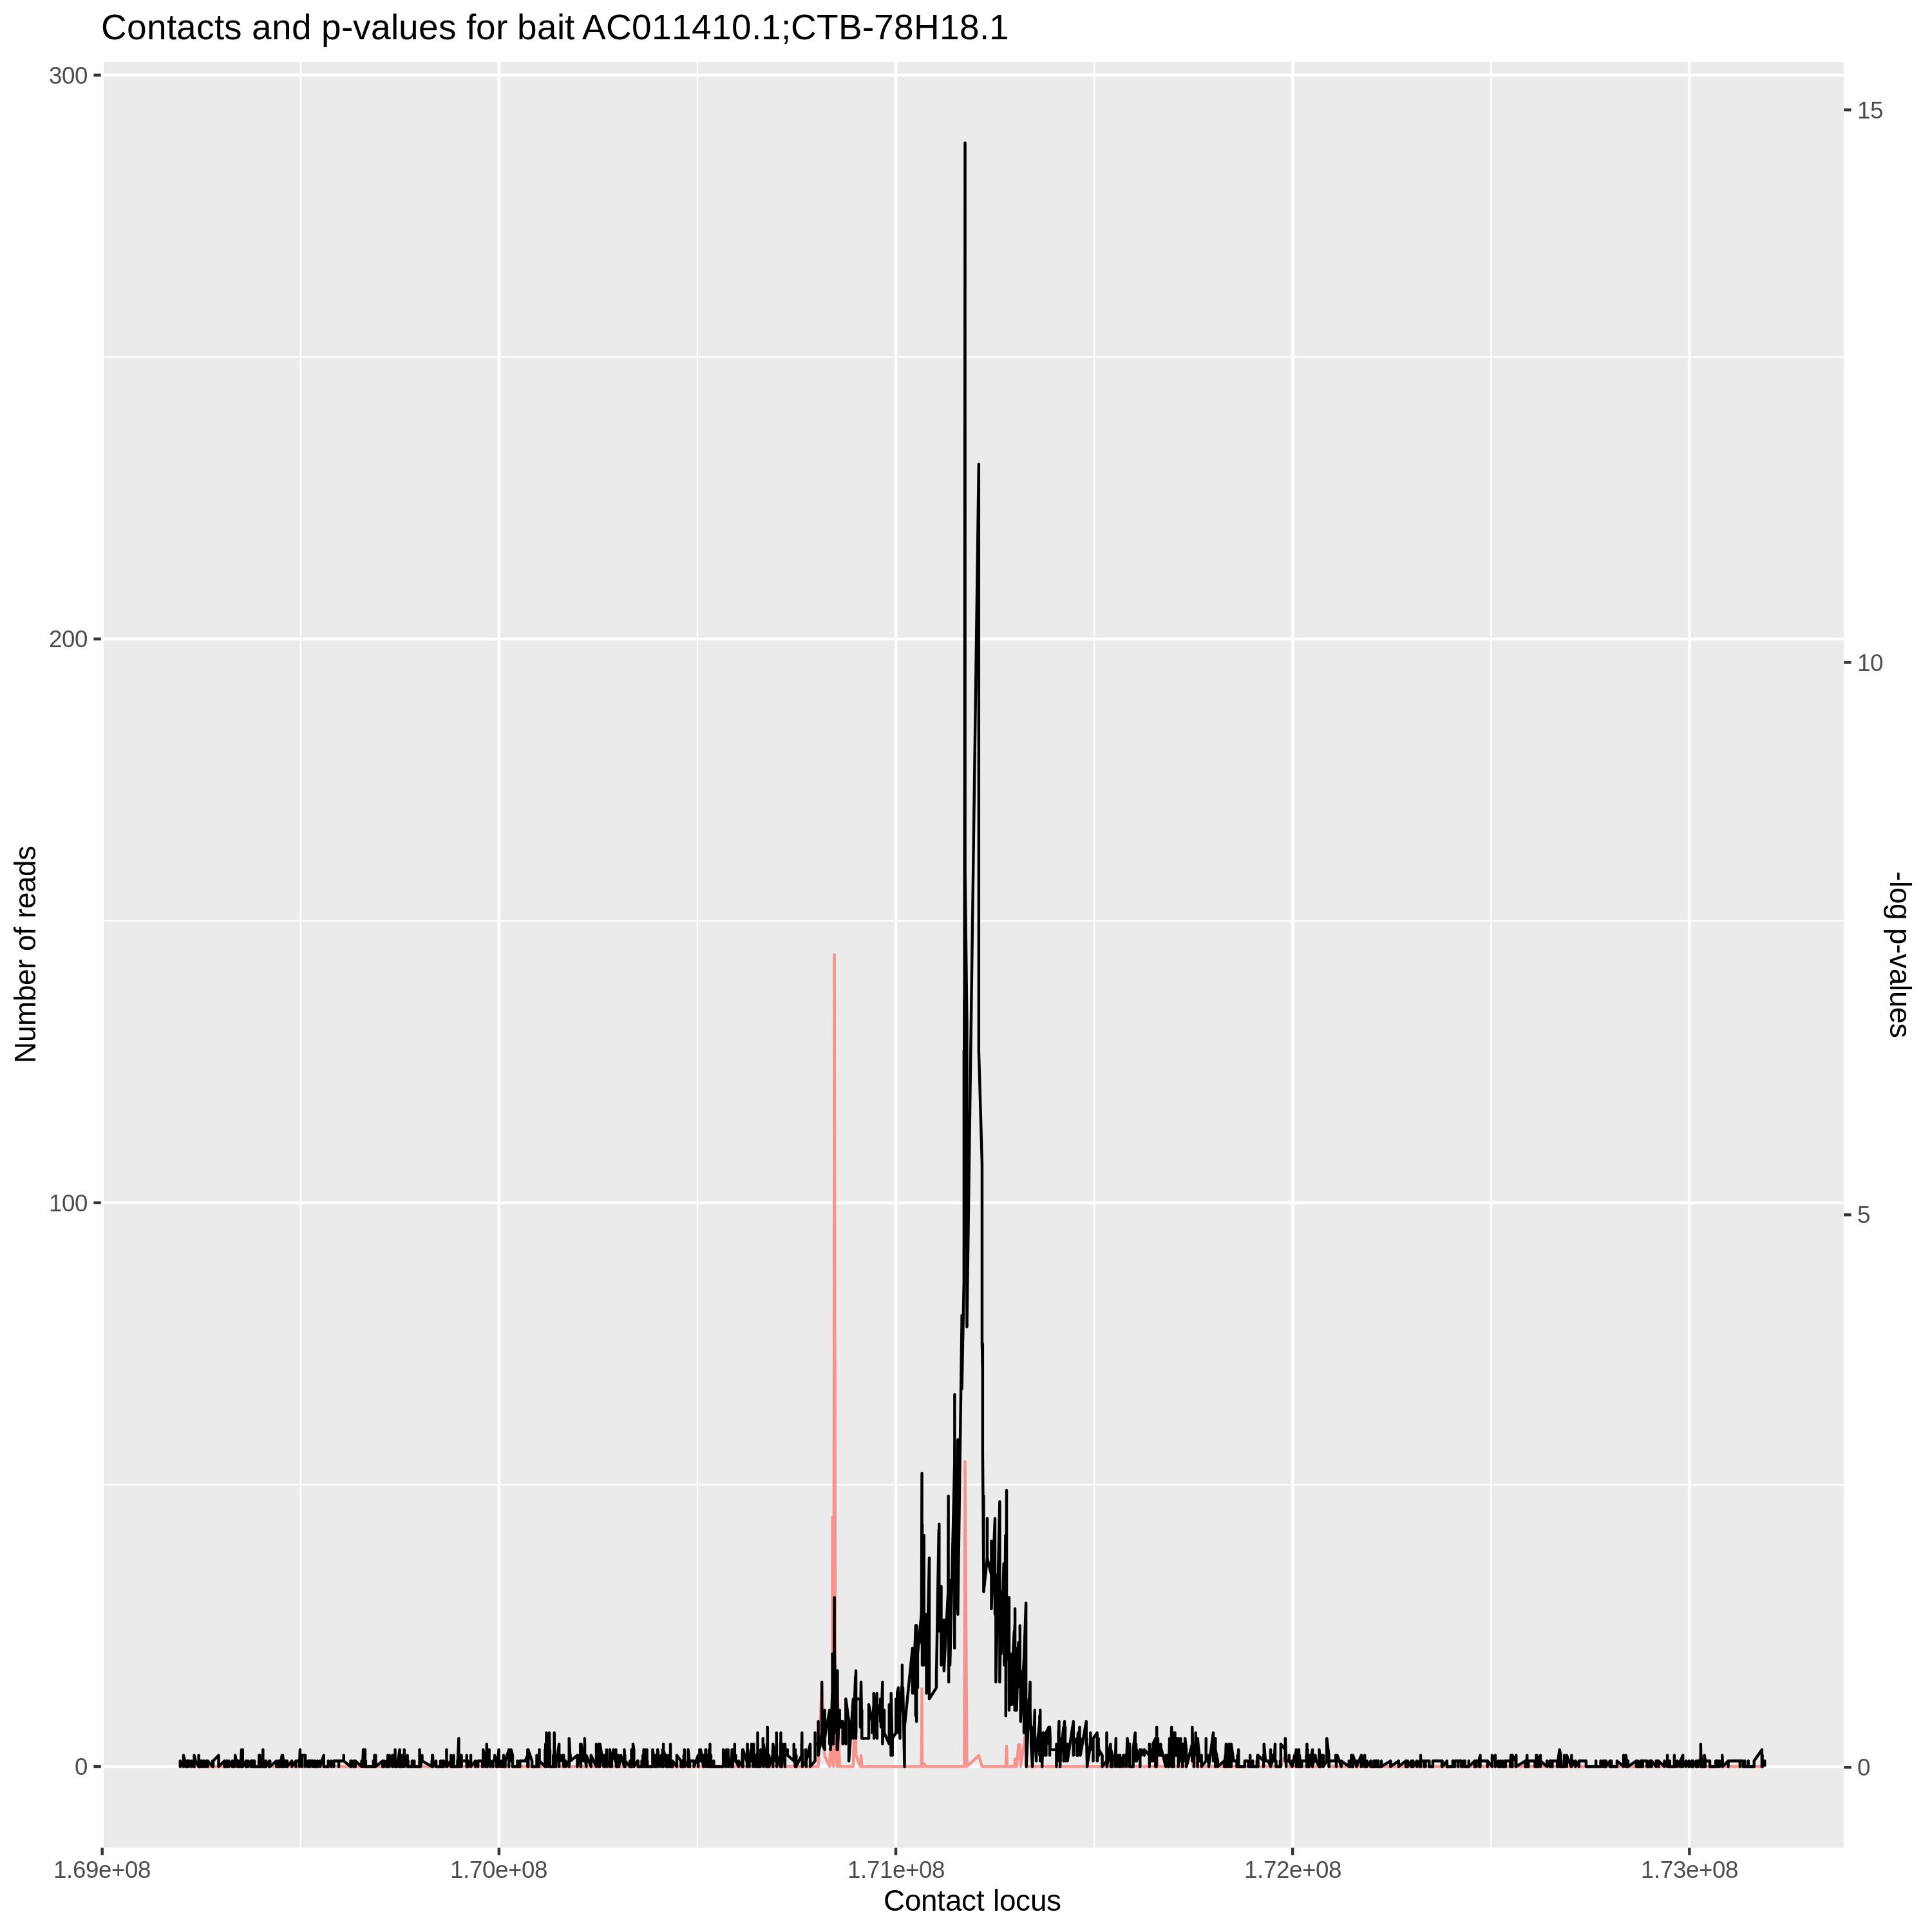 Contacts and p-values for bait AC011410.1;CTB-78H18.1
300
200
100
0
Number of reads
15
10
5
0
-log p-values
1.69e+08 1.70e+08 1.71e+08 1.72e+08 1.73e+08
Contact locus